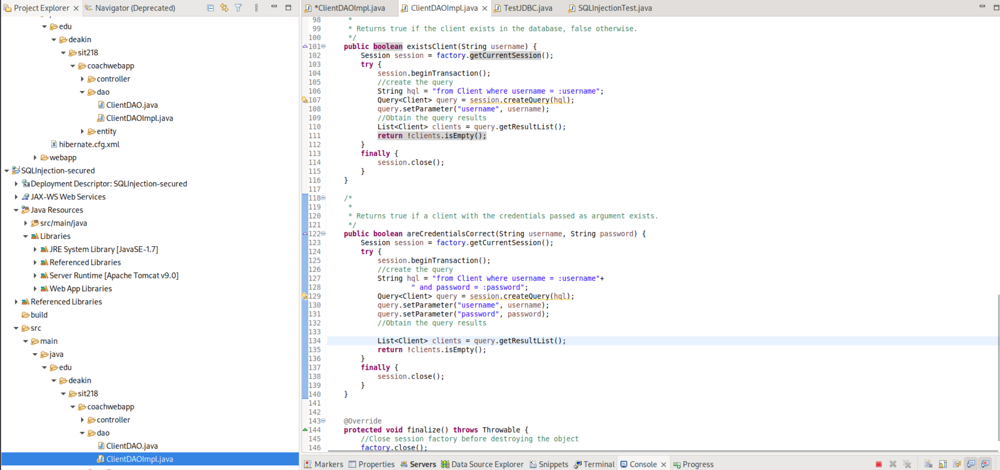 Project Explorer
Navigator (Deprecated)
edu
deakin
sit218
coachwebapp
controller
dao
ClientDAO.java
ClientDAOImpl.java
entity
hibernate.cfg.xml
webapp
SQLInjection-secured
Deployment Descriptor: SQLInjection-secured
JAX-WS Web Services
Java Resources
src/main/java
Libraries
JRE System Library [JavaSE-1.7]
Referenced Libraries
Server Runtime [Apache Tomcat v9.0]
Web App Libraries
Referenced Libraries
build
src
main
java
edu
deakin
sit218
coachwebapp
controller
dao
ClientDAO.java
ClientDAOImpl.java
*ClientDAOImpl.java
ClientDAOImpl.java
TestJDBC.java
SQLInjectionTest.java
98 *
99 * Returns true if the client exists in the database, false otherwise.
100 */
101 public boolean existsClient(String username) {
102 Session session = factory.getCurrentSession();
103 try {
104 session.beginTransaction();
105 //create the query
106 String hql = "from Client where username = :username";
107 Query<Client> query = session.createQuery(hql);
108 query.setParameter("username", username);
109 //Obtain the query results
110 List<Client> clients = query.getResultList();
111 return !clients.isEmpty();
112 }
113 finally {
114 session.close();
115 }
116 }
117
118 /*
119 *
120 * Returns true if a client with the credentials passed as argument exists.
121 */
122 public boolean areCredentialsCorrect(String username, String password) {
123 Session session = factory.getCurrentSession();
124 try {
125 session.beginTransaction();
126 //create the query
127 String hql = "from Client where username = :username"+
128 " and password = :password";
129 Query<Client> query = session.createQuery(hql);
130 query.setParameter("username", username);
131 query.setParameter("password", password);
132 //Obtain the query results
133
134 List<Client> clients = query.getResultList();
135 return !clients.isEmpty();
136 }
137 finally {
138 session.close();
139 }
140 }
141
142
143 @Override
144 protected void finalize() throws Throwable {
145 //Close session factory before destroying the object
146 factory.close();
Markers Properties Servers Data Source Explorer Snippets Terminal Console Progress